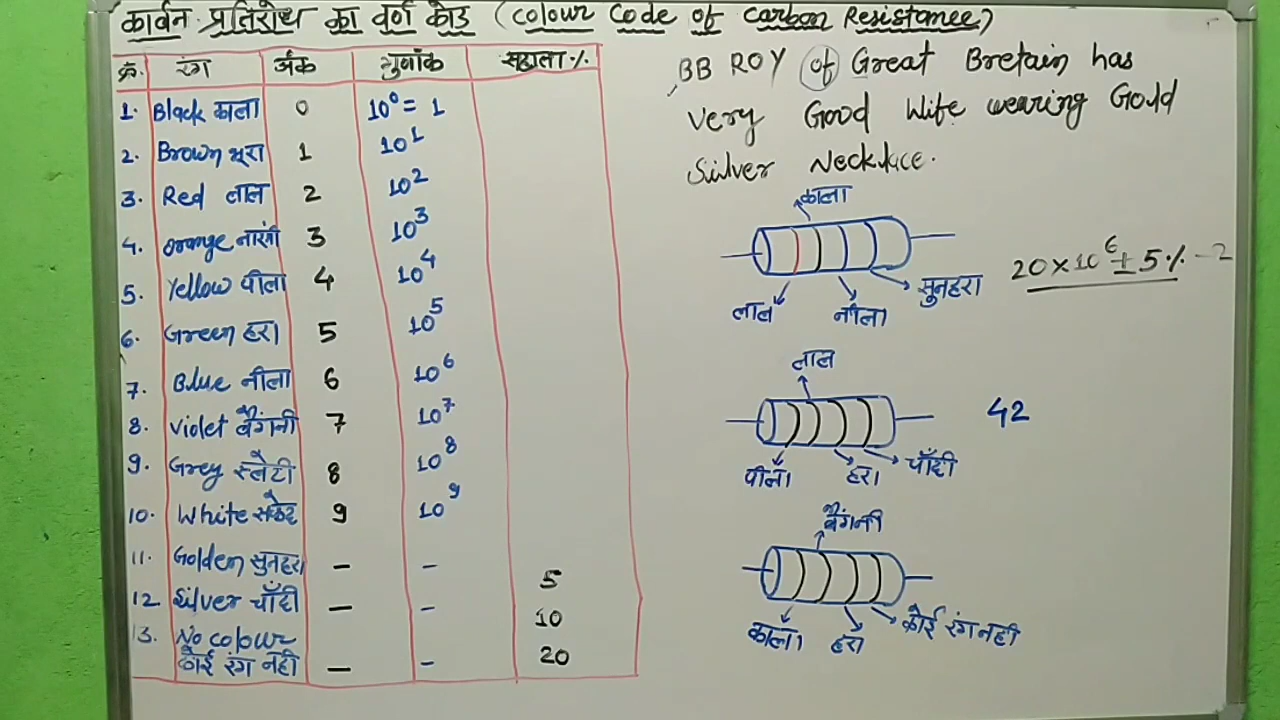 कार्वन प्रतिरोध का वुर्ण कोड (Colour Code of Carbon Resistance)
क्र. रंग अंक गुणांक सह्यता %
1. Black काला 0 10⁰ = 1
2. Brown भूरा 1 10¹
3. Red लाल 2 10²
4. Orange नारंगी 3 10³
5. Yellow पीला 4 10⁴
6. Green हरा 5 10⁵
7. Blue नीला 6 10⁶
8. Violet बैंगनी 7 10⁷
9. Grey स्लेटी 8 10⁸
10. White सफेद 9 10⁹
11. Golden सुनहरा - - 5
12 Silver चाँदी - - 10
13. No colour
कोई रंग नही - - 20
BB ROY of Great Bretain has
Very Good Wife wearing Gold
Silver Necklace.
काला
लाल नीला सुनहरा
20 × 10⁶ ± 5 % -2
लाल
पीला हरा चाँदी
42
बैंगनी
काला हरा कोई रंग नही